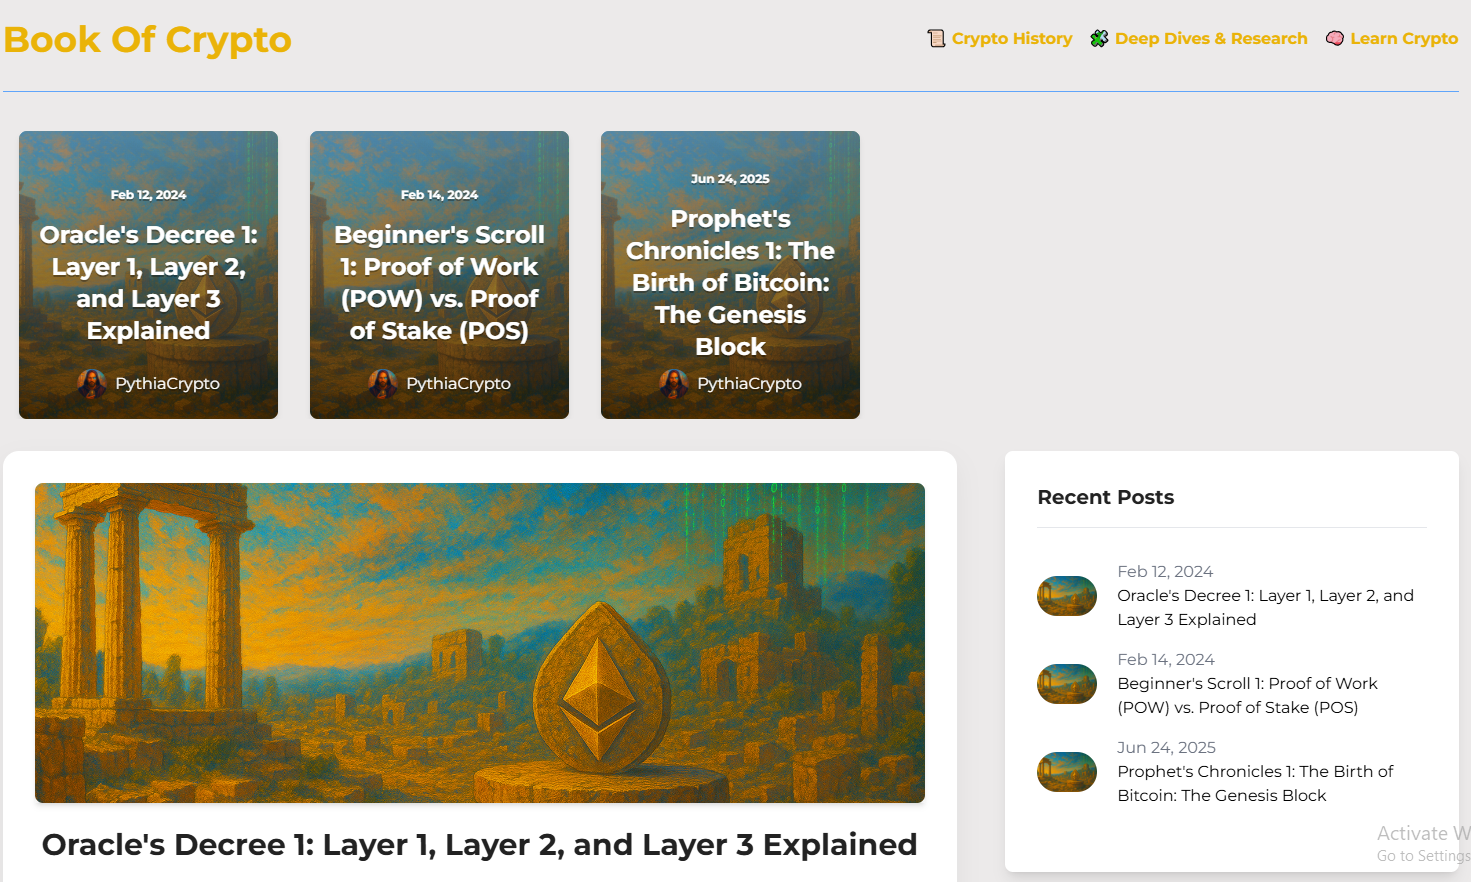 Book Of Crypto
📜 Crypto History 🧩 Deep Dives & Research 🧠 Learn Crypto
Feb 12, 2024
Oracle's Decree 1:
Layer 1, Layer 2,
and Layer 3
Explained
PythiaCrypto
Feb 14, 2024
Beginner's Scroll
1: Proof of Work
(POW) vs. Proof
of Stake (POS)
PythiaCrypto
Jun 24, 2025
Prophet's
Chronicles 1: The
Birth of Bitcoin:
The Genesis
Block
PythiaCrypto
Oracle's Decree 1: Layer 1, Layer 2, and Layer 3 Explained
Recent Posts
Feb 12, 2024
Oracle's Decree 1: Layer 1, Layer 2, and
Layer 3 Explained
Feb 14, 2024
Beginner's Scroll 1: Proof of Work
(POW) vs. Proof of Stake (POS)
Jun 24, 2025
Prophet's Chronicles 1: The Birth of
Bitcoin: The Genesis Block
Activate W
Go to Settings